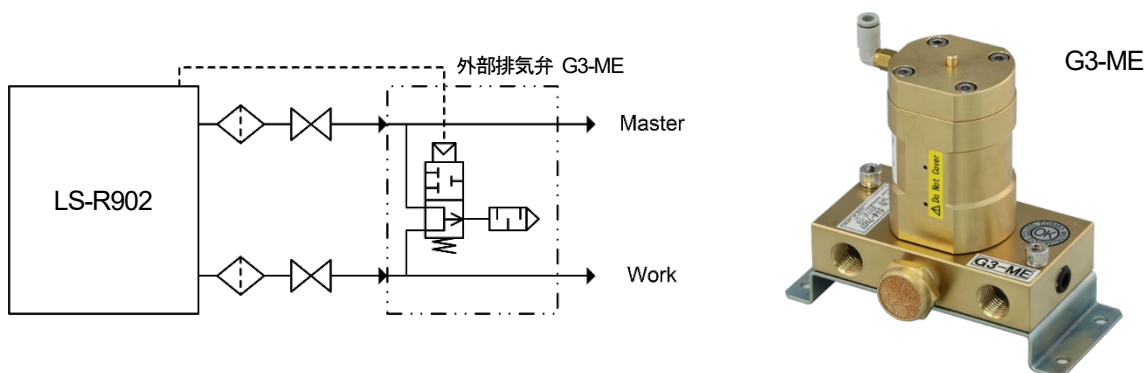 外部排気弁 G3-ME
G3-ME
Master
LS-R902
Work
Do Not Cover
OK
G3-ME